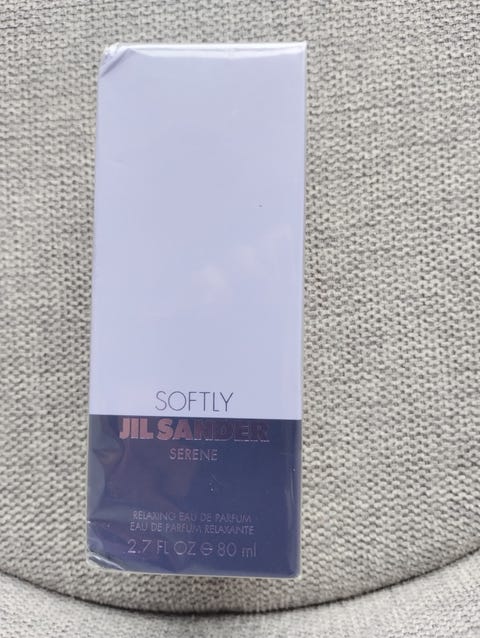 SOFTLY
JIL SANDER
SERENE
RELAXING EAU DE PARFUM
EAU DE PARFUM RELAXANTE
2.7 FL OZ ℮ 80 ml